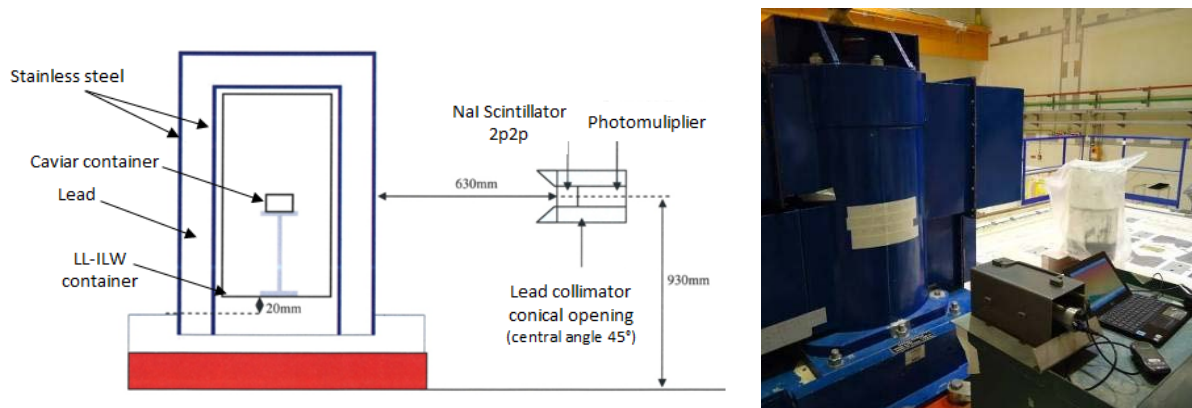 Stainless steel
Caviar container
Lead
LL-ILW
container
20mm
630mm
NaI Scintillator
2p2p
Photomuliplier
Lead collimator
conical opening
(central angle 45°)
930mm